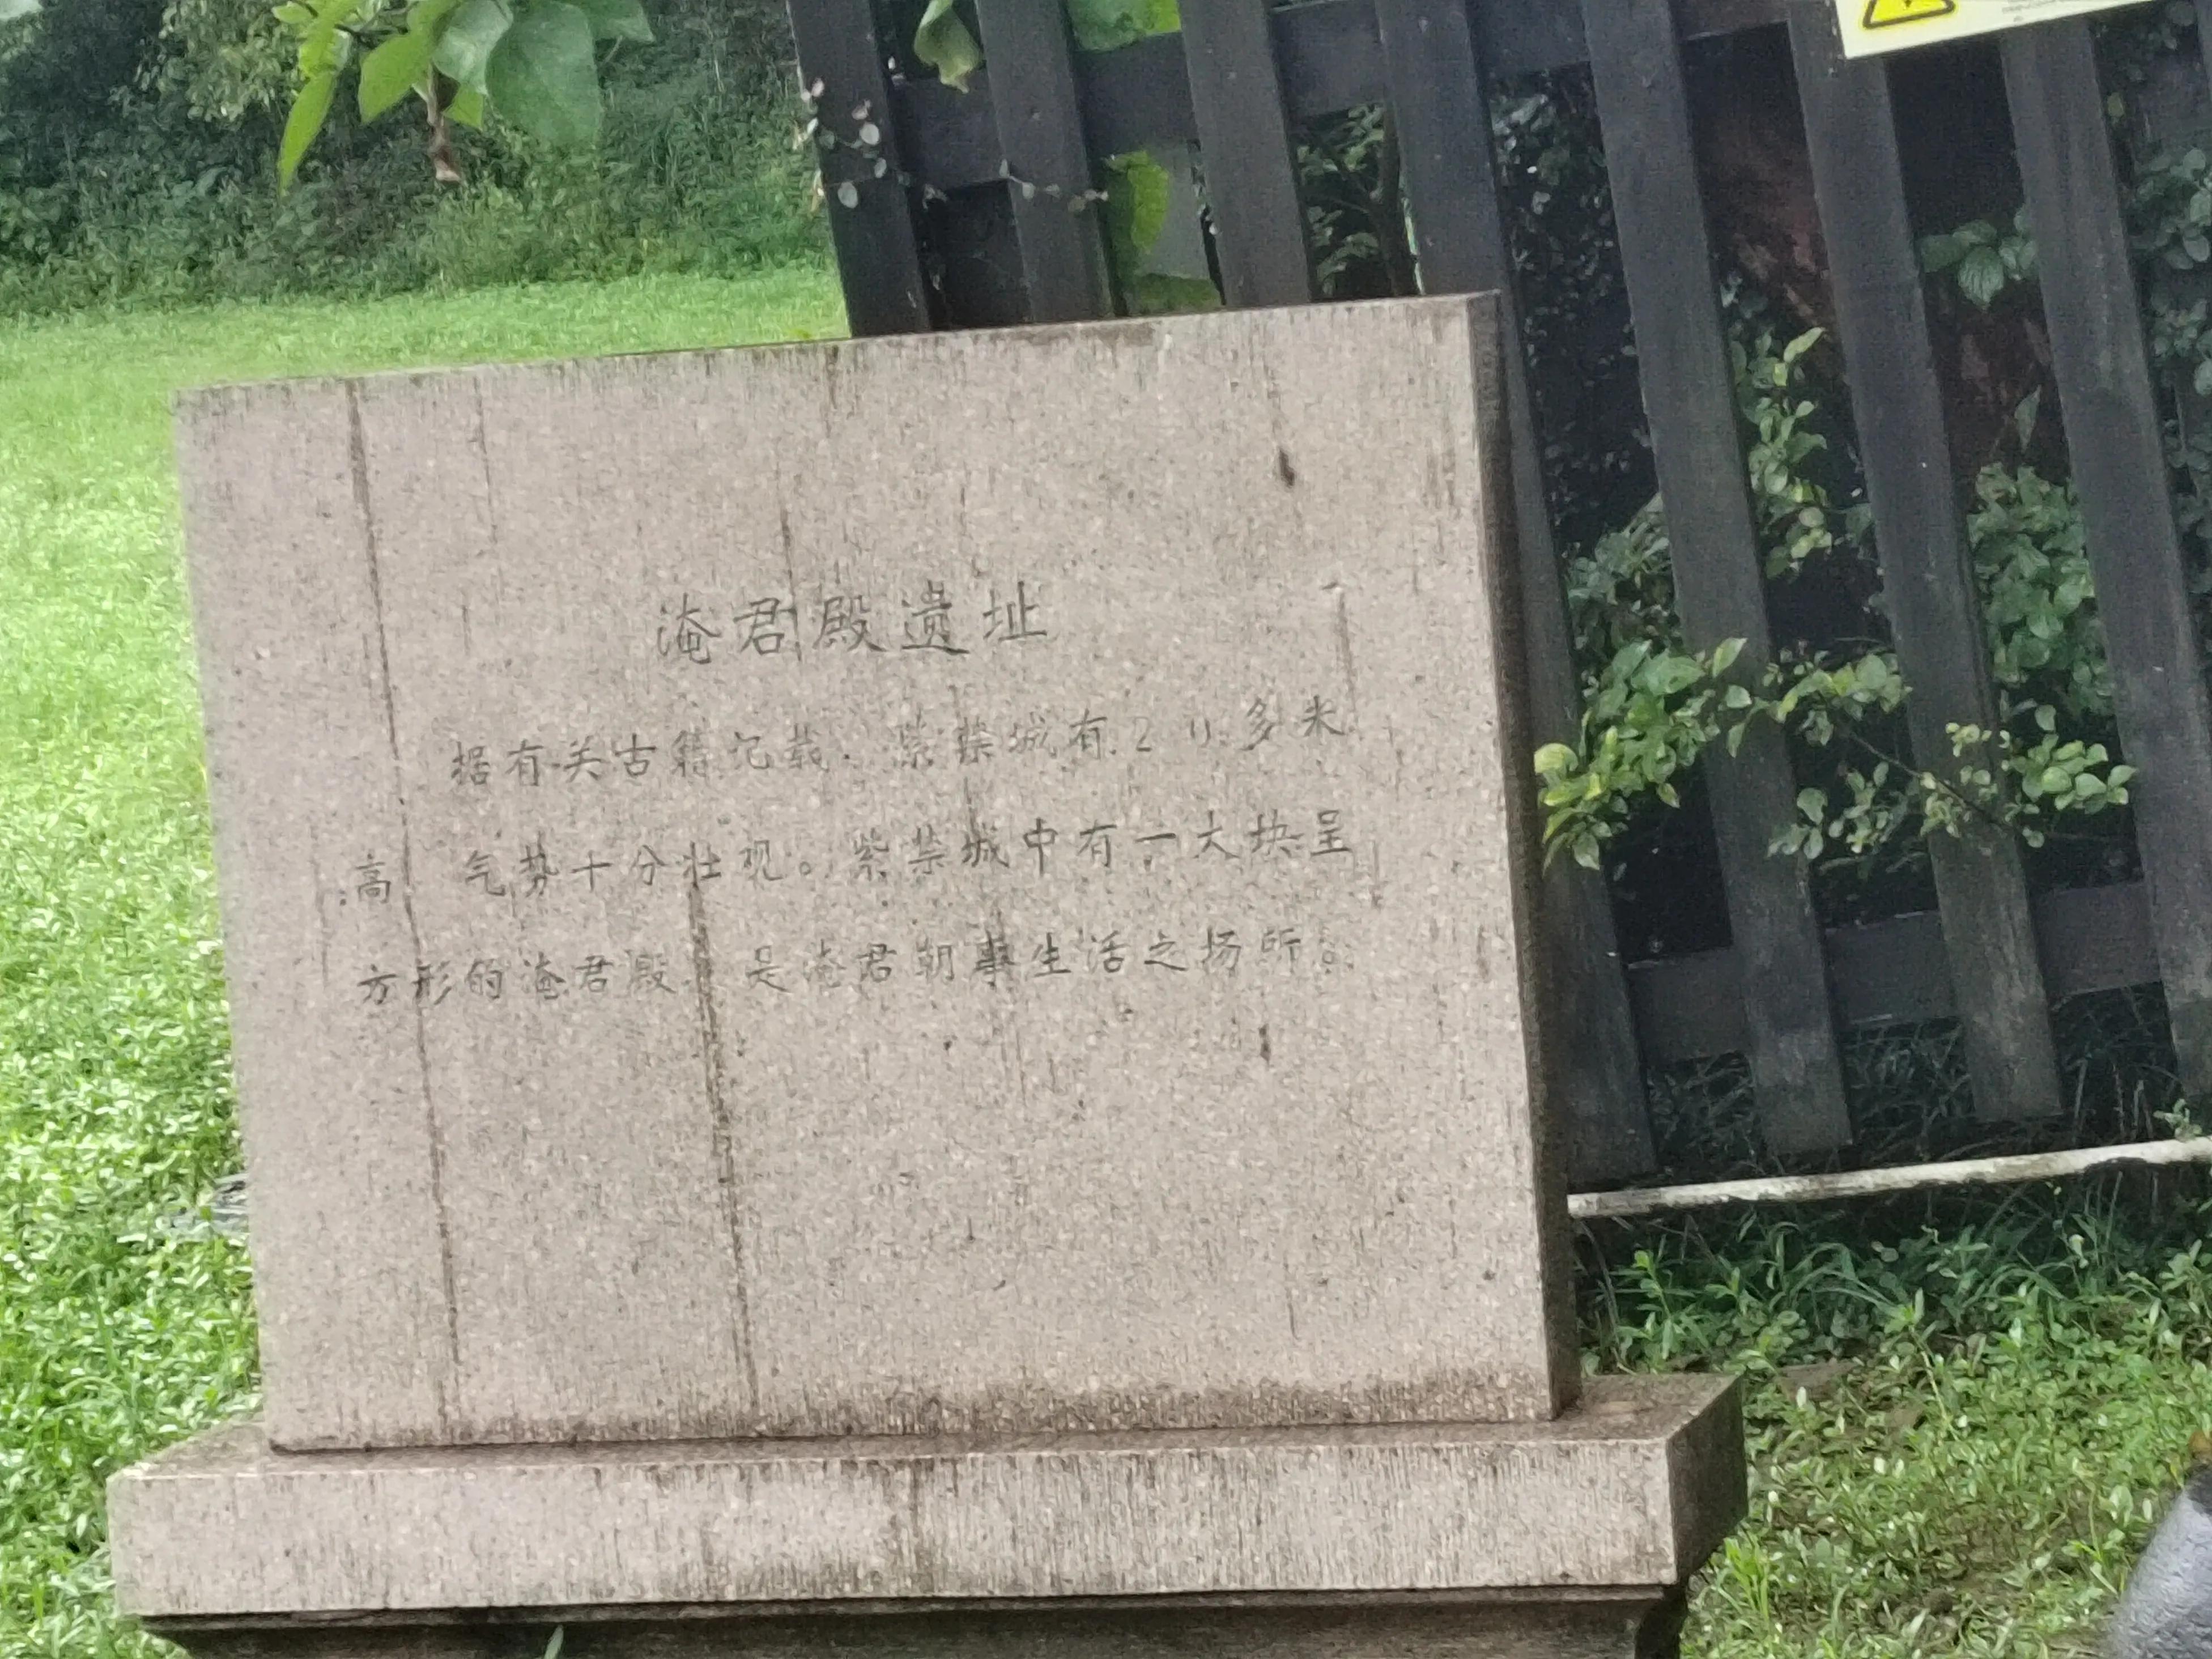 淹君殿遗址
据有关古籍记载，紫禁城有20多米
高，气势十分壮观。紫禁城中有一大块呈
方形的淹君殿，是淹君朝事生活之场所。